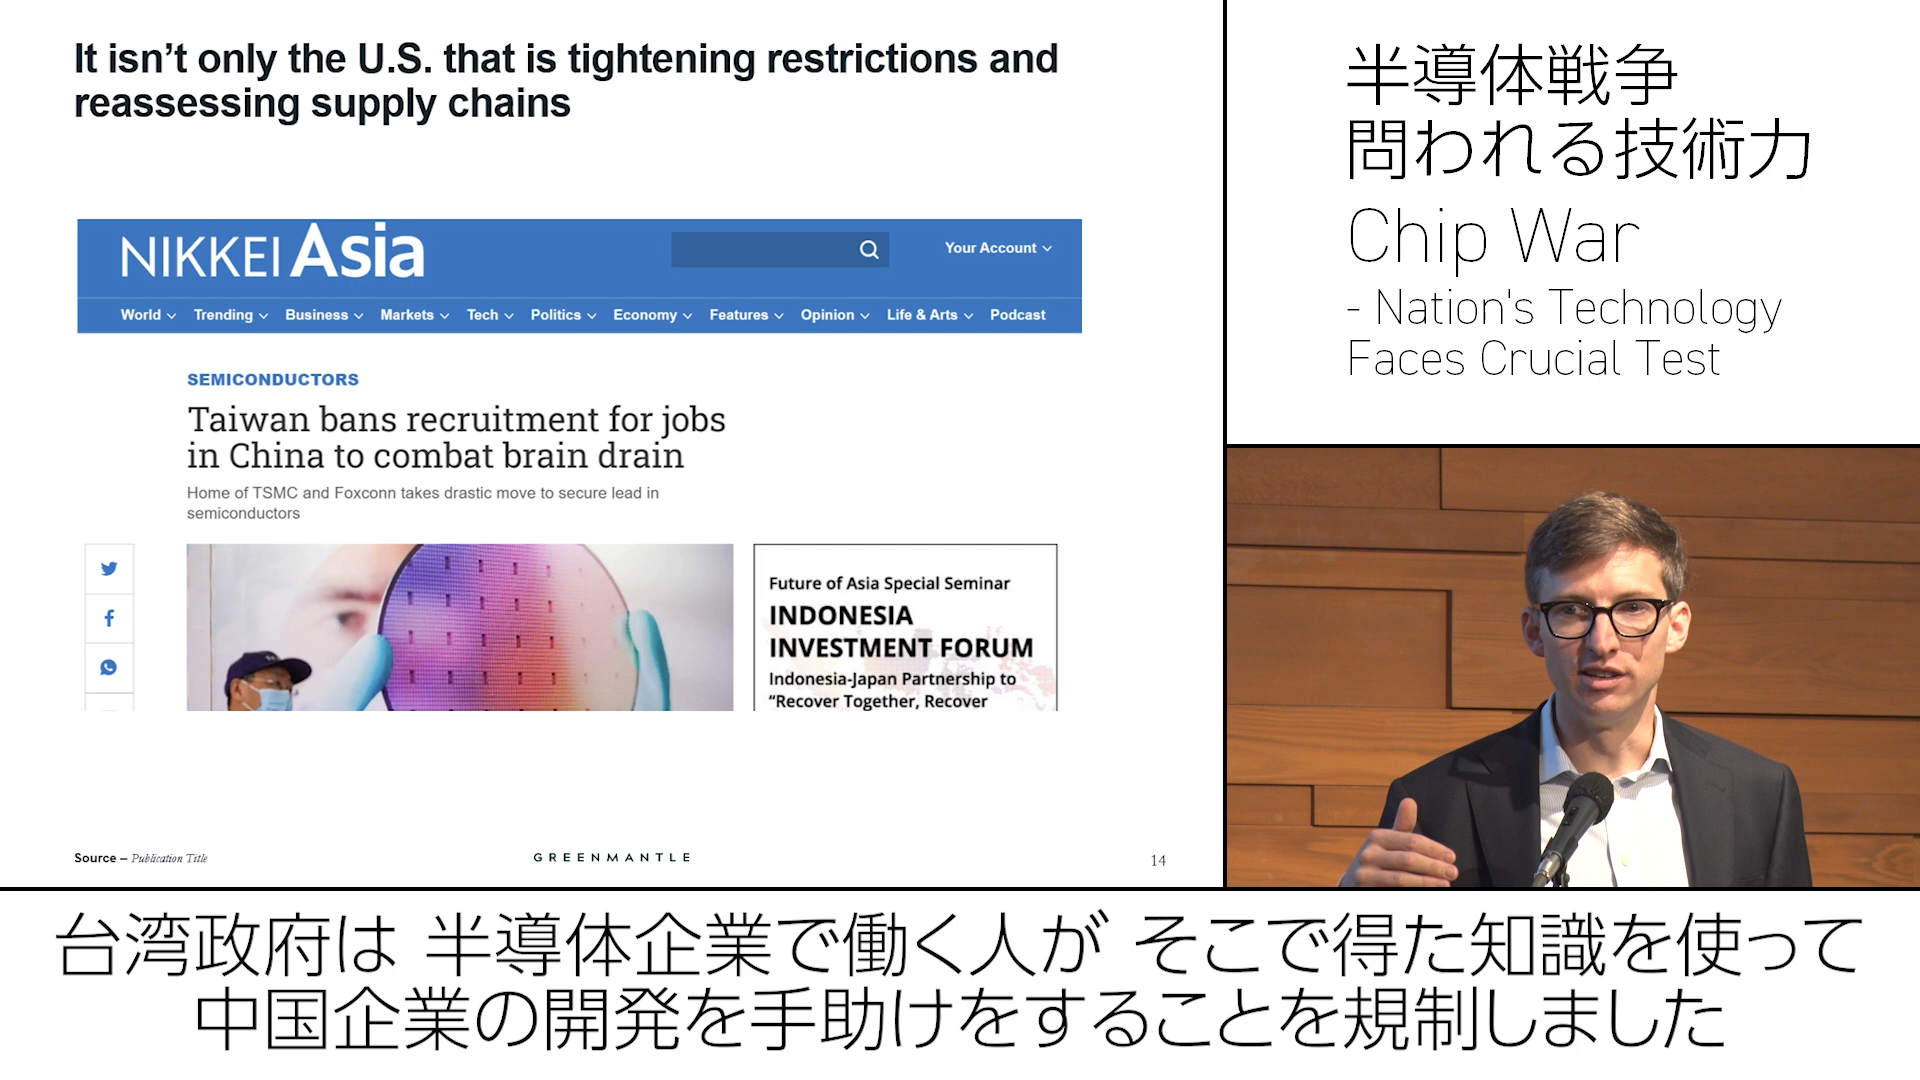 It isn’t only the U.S. that is tightening restrictions and
reassessing supply chains
NIKKEI Asia
Your Account
World Trending Business Markets Tech Politics Economy Features Opinion Life & Arts Podcast
SEMICONDUCTORS
Taiwan bans recruitment for jobs
in China to combat brain drain
Home of TSMC and Foxconn takes drastic move to secure lead in
semiconductors
Future of Asia Special Seminar
INDONESIA
INVESTMENT FORUM
Indonesia-Japan Partnership to
“Recover Together, Recover
Source – Publication Title
GREENMANTLE
14
半導体戦争
問われる技術力
Chip War
- Nation's Technology
Faces Crucial Test
台湾政府は 半導体企業で働く人が そこで得た知識を使って
中国企業の開発を手助けをすることを規制しました